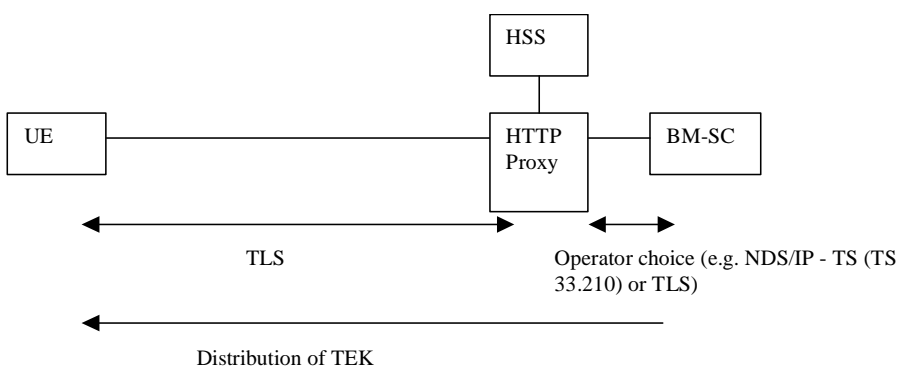 HSS
UE
HTTP
Proxy
BM-SC
TLS
Operator choice (e.g. NDS/IP - TS (TS
33.210) or TLS)
Distribution of TEK